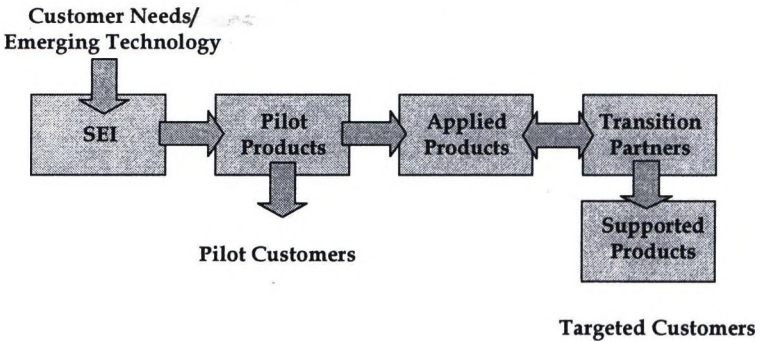 Customer Needs/
Emerging Technology
SEI
Pilot
Products
Applied
Products
Transition
Partners
Pilot Customers
Supported
Products
Targeted Customers